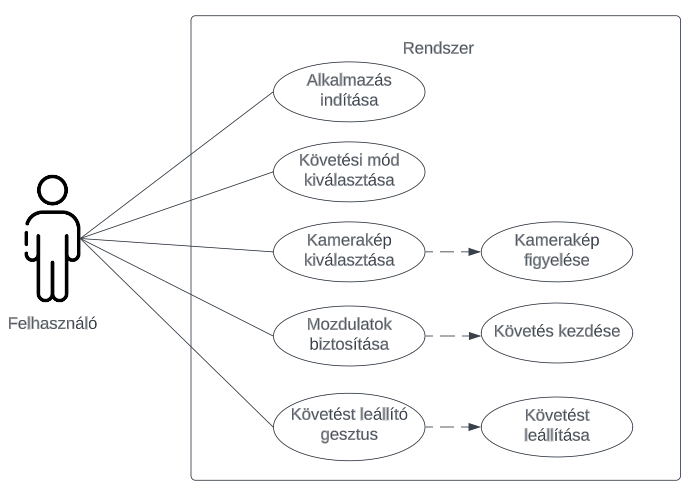 Rendszer
Alkalmazás
indítása
Követési mód
kiválasztása
Kamerakép
kiválasztása
Kamerakép
figyelése
Felhasználó
Mozdulatok
biztosítása
Követés kezdése
Követést leállító
gesztus
Követést
leállítása